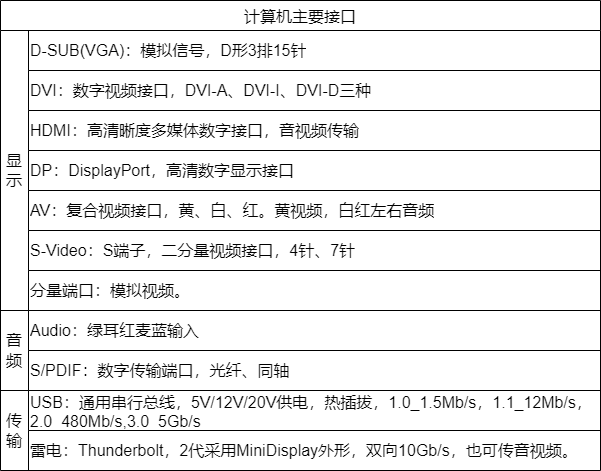 计算机主要接口
显示
D-SUB(VGA)：模拟信号，D形3排15针
DVI：数字视频接口，DVI-A、DVI-I、DVI-D三种
HDMI：高清晰度多媒体数字接口，音视频传输
DP：DisplayPort，高清数字显示接口
AV：复合视频接口，黄、白、红。黄视频，白红左右音频
S-Video：S端子，二分量视频接口，4针、7针
分量端口：模拟视频。
音频
Audio：绿耳红麦蓝输入
S/PDIF：数字传输端口，光纤、同轴
传输
USB：通用串行总线，5V/12V/20V供电，热插拔，1.0_1.5Mb/s，1.1_12Mb/s，
2.0_480Mb/s,3.0_5Gb/s
雷电：Thunderbolt，2代采用MiniDisplay外形，双向10Gb/s，也可传音视频。